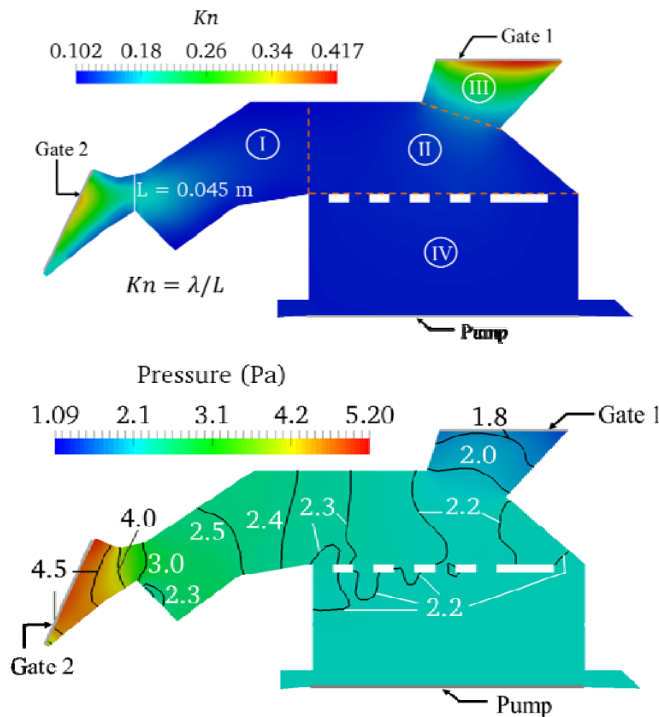 Kn
0.102 0.18 0.26 0.34 0.417
Gate 1
III
I
II
Gate 2
L = 0.045 m
IV
Kn = λ/L
Pump
Pressure (Pa)
1.09 2.1 3.1 4.2 5.20
1.8
Gate 1
2.0
2.5
2.4
2.3
2.2
4.0
4.5
3.0
2.3
2.2
Gate 2
Pump